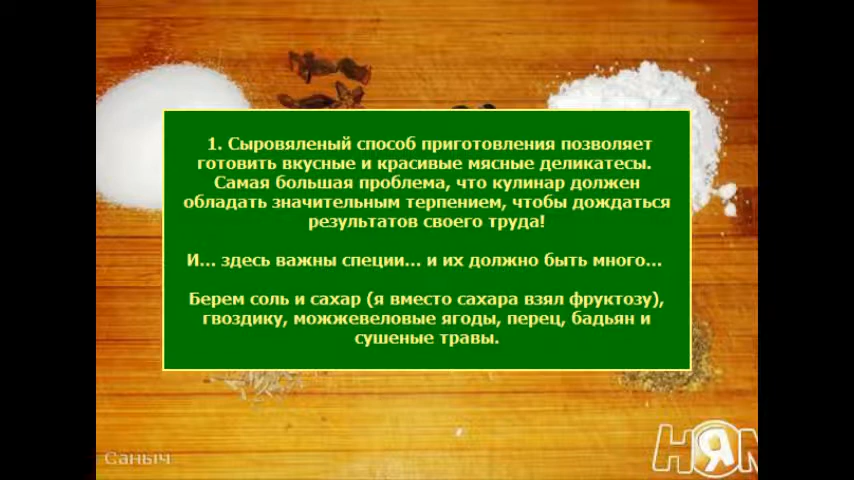 1. Сыровяленый способ приготовления позволяет
готовить вкусные и красивые мясные деликатесы.
Самая большая проблема, что кулинар должен
обладать значительным терпением, чтобы дождаться
результатов своего труда!
И... здесь важны специи... и их должно быть много...
Берем соль и сахар (я вместо сахара взял фруктозу),
гвоздику, можжевеловые ягоды, перец, бадьян и
сушеные травы.
Саныч
НЯМ